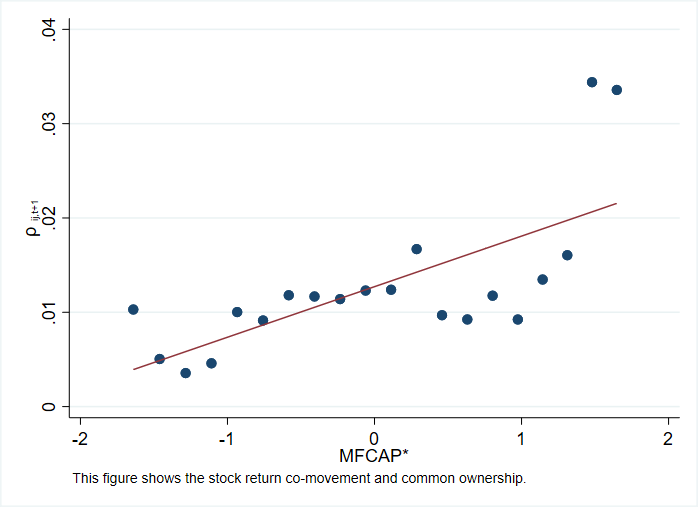 .04
.03
.02
.01
0
ρ ij,t+1
-2 -1 0 1 2
MFCAP*
This figure shows the stock return co-movement and common ownership.